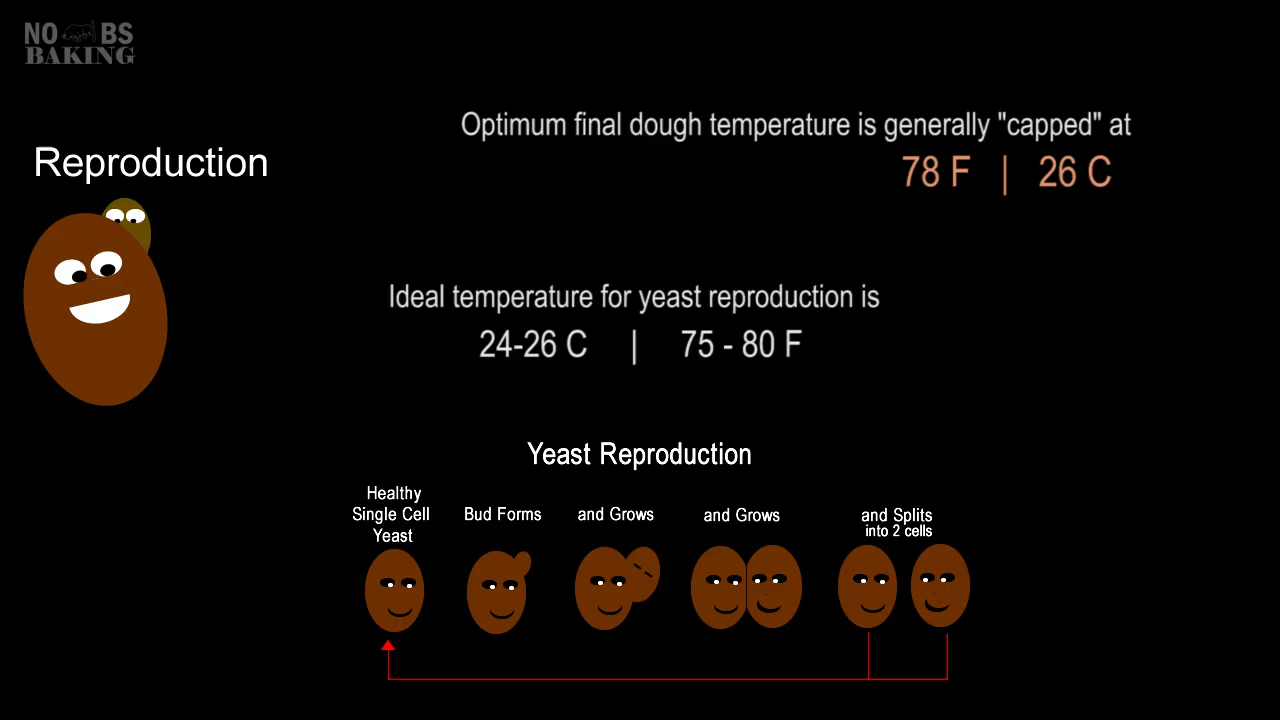 NO BS
BAKING
Optimum final dough temperature is generally "capped" at
78 F | 26 C
Reproduction
Ideal temperature for yeast reproduction is
24-26 C | 75 - 80 F
Yeast Reproduction
Healthy
Single Cell
Yeast
Bud Forms
and Grows
and Grows
and Splits
into 2 cells